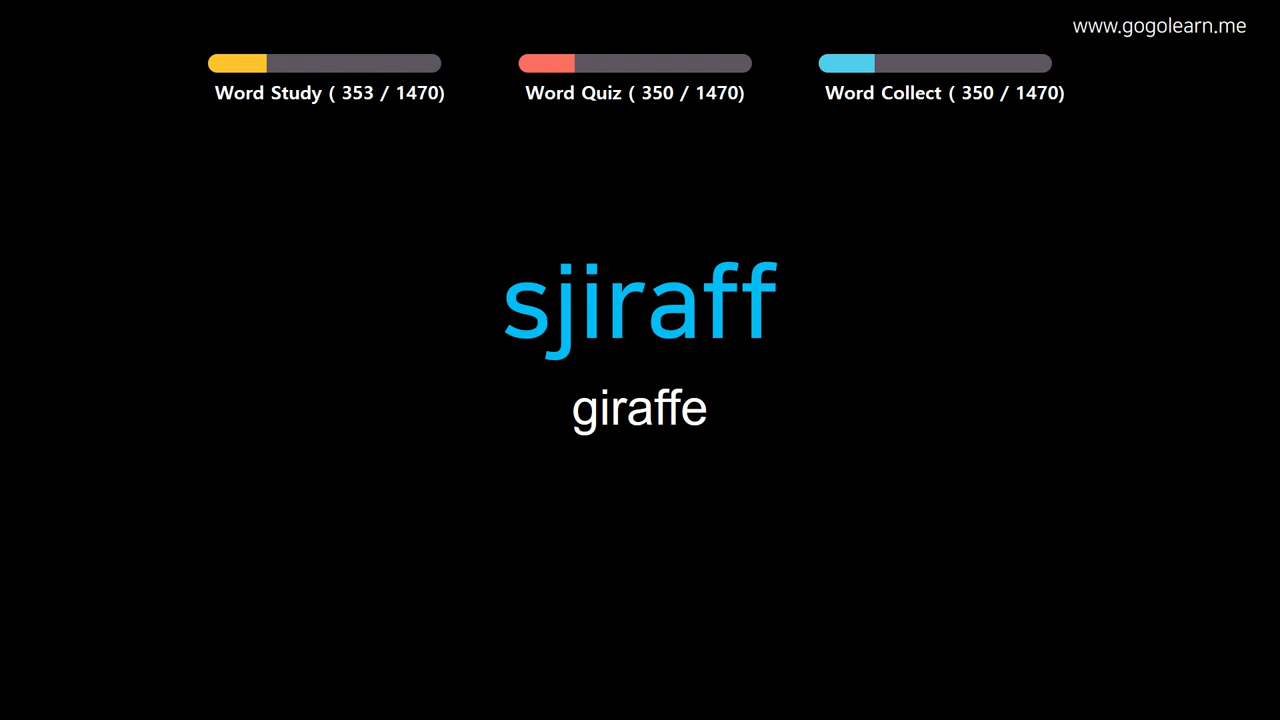 www.gogolearn.me
Word Study ( 353 / 1470)
Word Quiz ( 350 / 1470)
Word Collect ( 350 / 1470)
sjiraff
giraffe